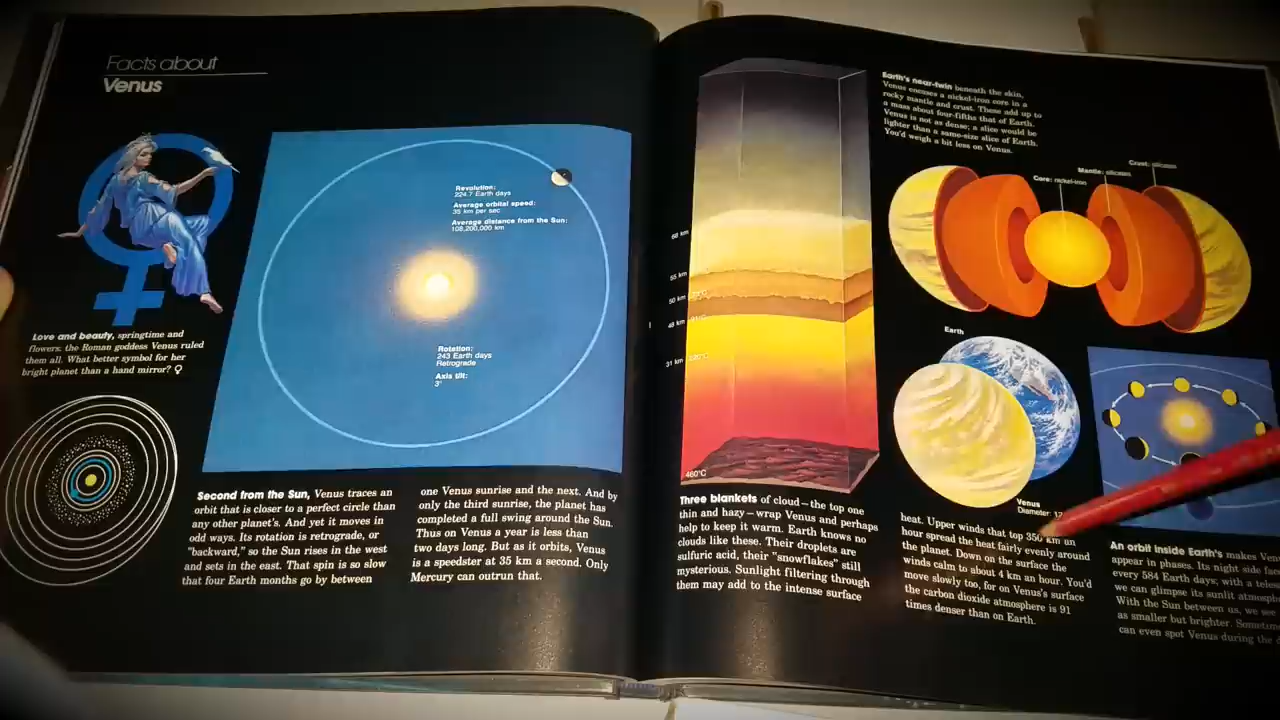 Facts about
Venus
Revolution:
224.7 Earth days
Average orbital speed:
35 km per sec
Average distance from the Sun:
108,200,000 km
Rotation:
243 Earth days
Retrograde
Axis tilt:
3°
Love and beauty, springtime and
flowers: the Roman goddess Venus ruled
them all. What better symbol for her
bright planet than a hand mirror? ♀
Second from the Sun, Venus traces an
orbit that is closer to a perfect circle than
any other planet's. And yet it moves in
odd ways. Its rotation is retrograde, or
"backward," so the Sun rises in the west
and sets in the east. That spin is so slow
that four Earth months go by between
one Venus sunrise and the next. And by
only the third sunrise, the planet has
completed a full swing around the Sun.
Thus on Venus a year is less than
two days long. But as it orbits, Venus
is a speedster at 35 km a second. Only
Mercury can outrun that.
68 km
55 km
50 km
48 km
31 km
460°C
Three blankets of cloud—the top one
thin and hazy—wrap Venus and perhaps
help to keep it warm. Earth knows no
clouds like these. Their droplets are
sulfuric acid, their "snowflakes" still
mysterious. Sunlight filtering through
them may add to the intense surface
heat. Upper winds that top 350 km an
hour spread the heat fairly evenly around
the planet. Down on the surface the
winds calm to about 4 km an hour. You'd
move slowly too, for on Venus's surface
the carbon dioxide atmosphere is 91
times denser than on Earth.
Earth's near-twin beneath the skin,
Venus encases a nickel-iron core in a
rocky mantle and crust. These add up to
a mass about four-fifths that of Earth.
Venus is not as dense; a slice would be
lighter than a same-size slice of Earth.
You'd weigh a bit less on Venus.
Crust: silicates
Mantle: silicates
Core: nickel-iron
Earth
Venus
Diameter:
An orbit inside Earth's makes
appear in phases. Its night side
every 584 Earth days; with a
we can glimpse its sunlit
With the Sun between us, we
as smaller but brighter.
can even spot Venus during the